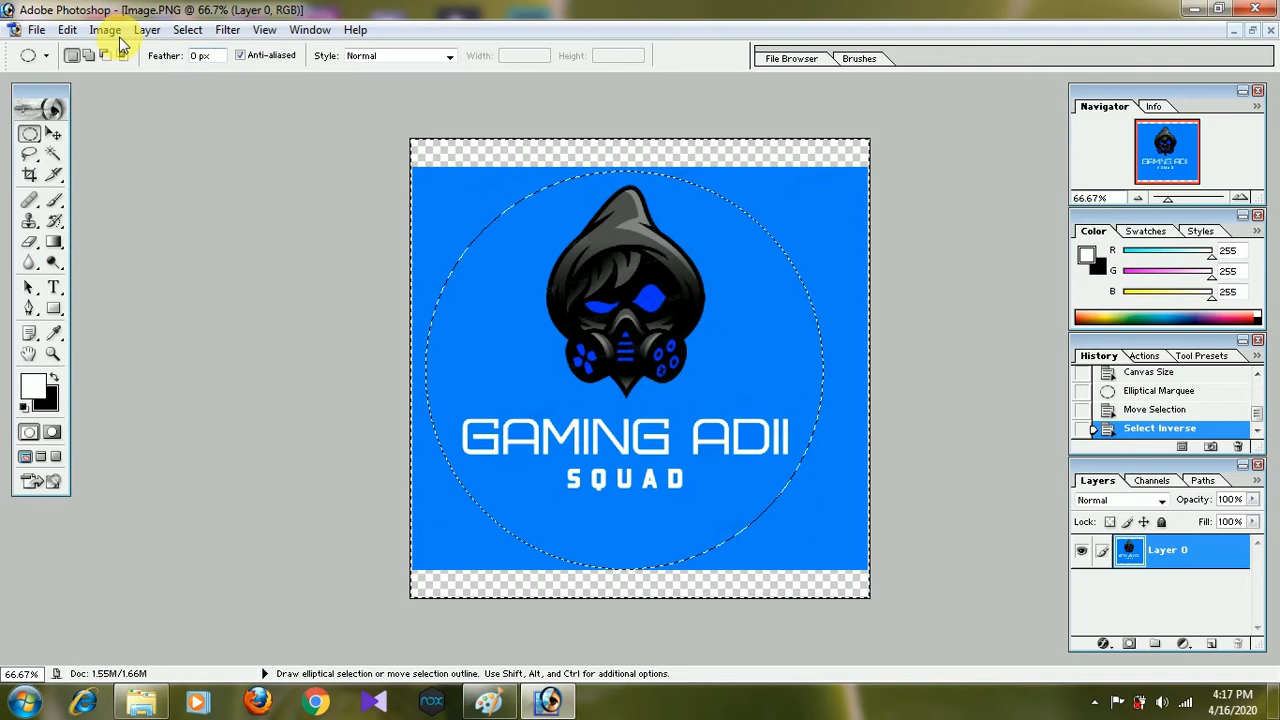 Adobe Photoshop - [Image.PNG @ 66.7% (Layer 0, RGB)]
File Edit Image Layer Select Filter View Window Help
Feather: 0 px Anti-aliased Style: Normal Width: Height: File Browser Brushes
Navigator Info
66.67%
Color Swatches Styles
R 255
G 255
B 255
History Actions Tool Presets
Canvas Size
Elliptical Marquee
Move Selection
Select Inverse
Layers Channels Paths
Normal Opacity: 100%
Lock: Fill: 100%
Layer 0
T
GAMING ADII
SQUAD
66.67% Doc: 1.55M/1.66M Draw elliptical selection or move selection outline. Use Shift, Alt, and Ctrl for additional options.
nox
4:17 PM
4/16/2020